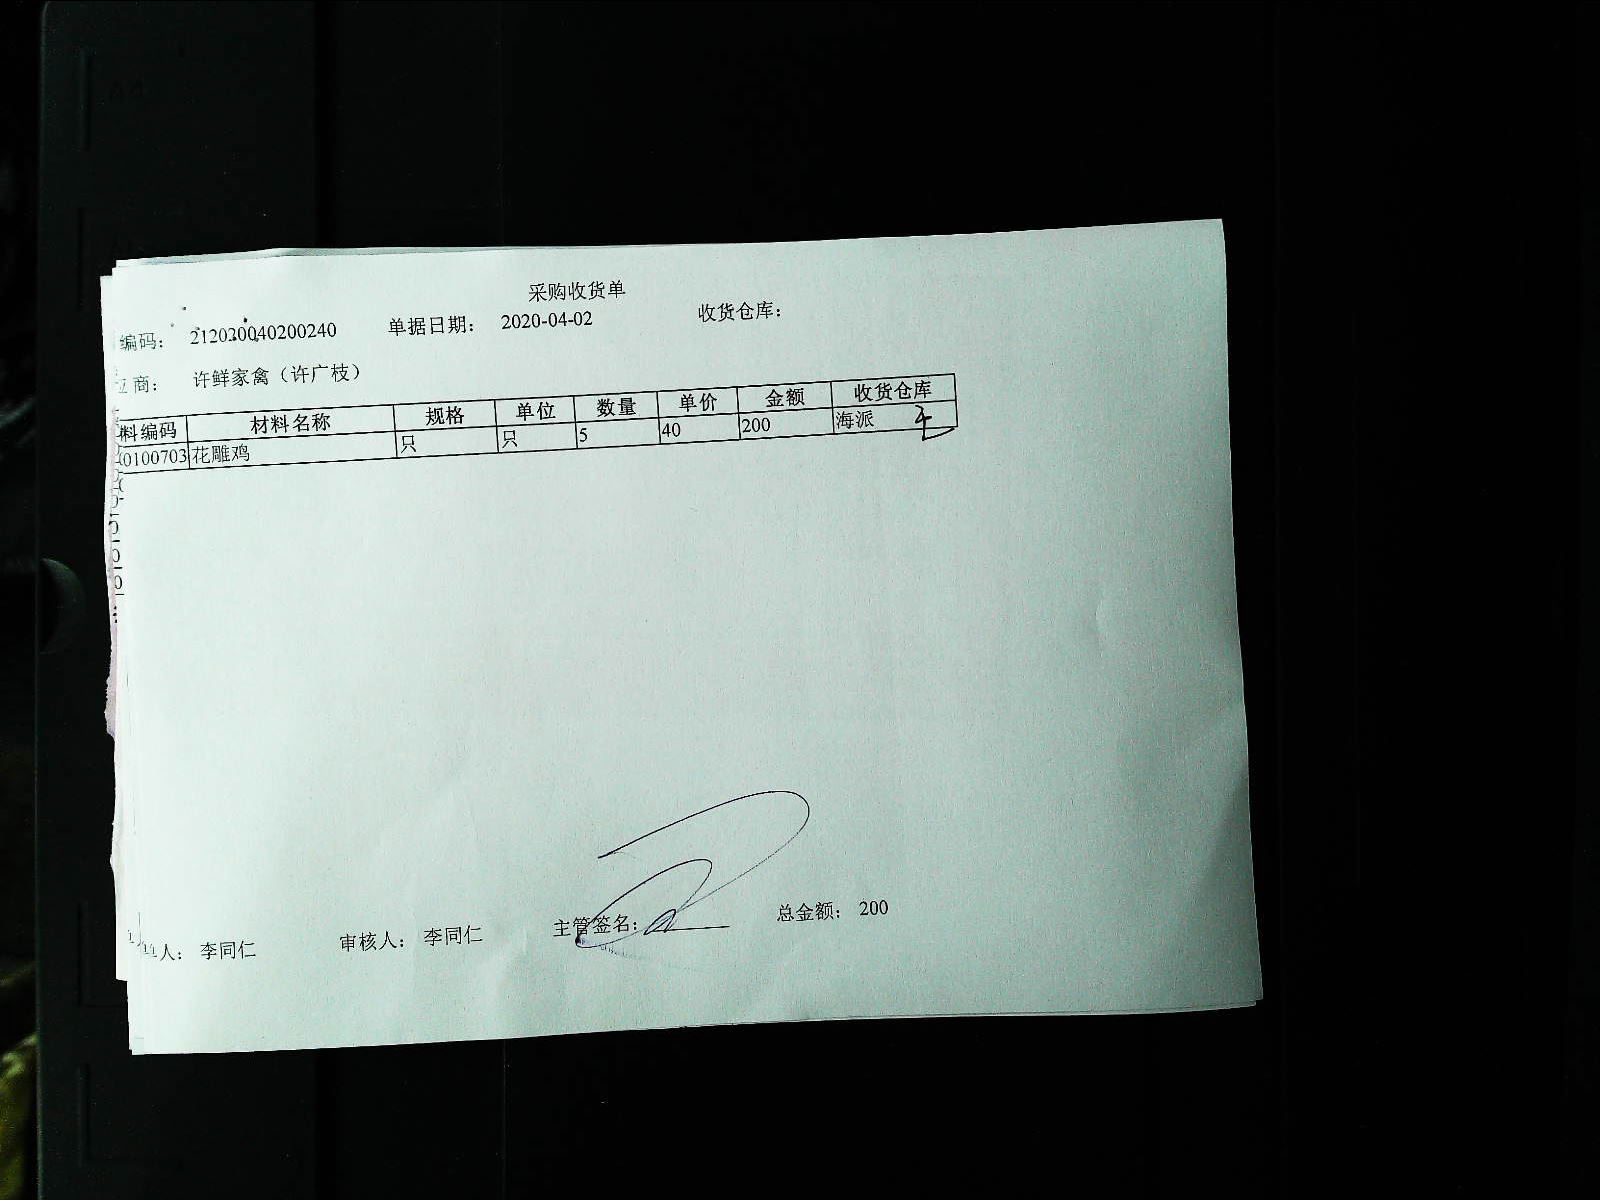 采购收货单
编码： 212020040200240 单据日期： 2020-04-02 收货仓库：
应商： 许鲜家禽（许广枝）
料编码 材料名称 规格 单位 数量 单价 金额 收货仓库
0100703 花雕鸡 只 只 5 40 200 海派
单人： 李同仁 审核人： 李同仁 主管签名： 总金额： 200